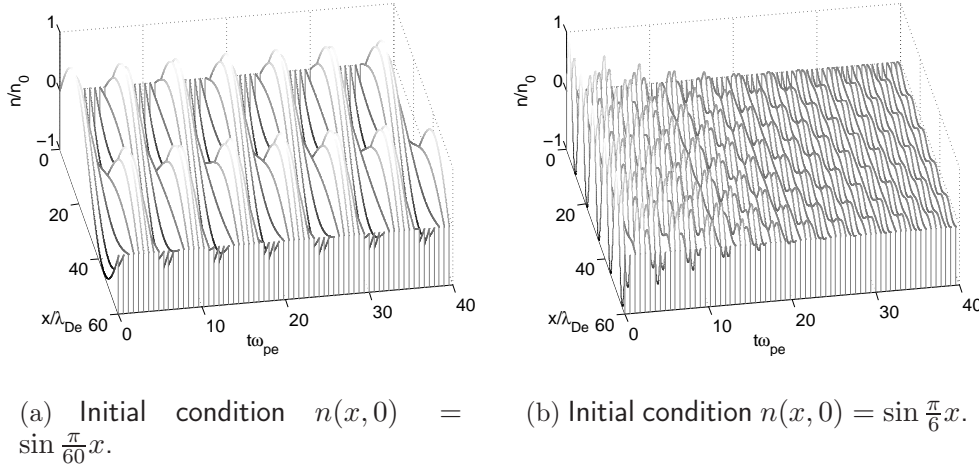 1
0
−1
n/n0
0
20
40
60
x/λDe
0
10
20
30
40
tωpe
1
0
−1
n/n0
0
20
40
60
x/λDe
0
10
20
30
40
tωpe
(a) Initial condition n(x, 0) =
sin π/60 x.
(b) Initial condition n(x, 0) = sin π/6 x.